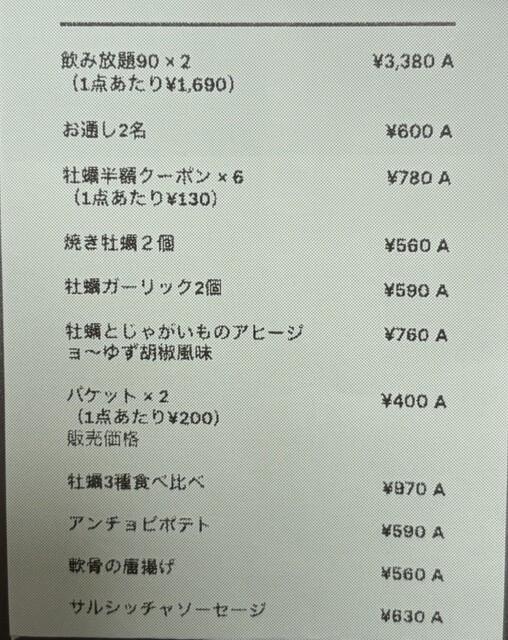 飲み放題90 × 2 ¥3,380 A
（1点あたり¥1,690）
お通し2名 ¥600 A
牡蠣半額クーポン × 6 ¥780 A
（1点あたり¥130）
焼き牡蠣２個 ¥560 A
牡蠣ガーリック2個 ¥590 A
牡蠣とじゃがいものアヒージ ¥760 A
ョ〜ゆず胡椒風味
バケット × 2 ¥400 A
（1点あたり¥200）
販売価格
牡蠣3種食べ比べ ¥970 A
アンチョビポテト ¥590 A
軟骨の唐揚げ ¥560 A
サルシッチャソーセージ ¥630 A